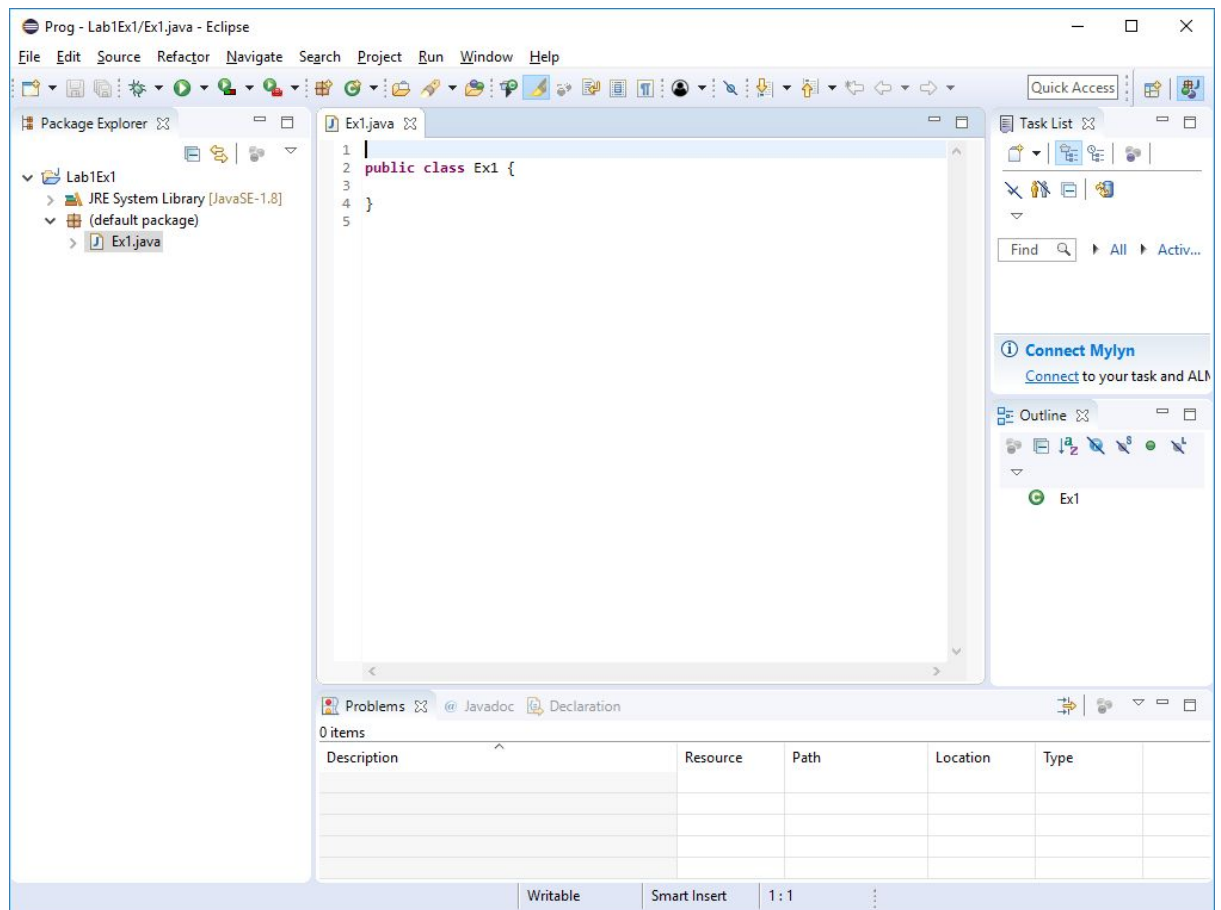 Prog - Lab1Ex1/Ex1.java - Eclipse
File Edit Source Refactor Navigate Search Project Run Window Help
Quick Access
Package Explorer
Lab1Ex1
JRE System Library [JavaSE-1.8]
(default package)
Ex1.java
Ex1.java
1
2 public class Ex1 {
3
4 }
5
Task List
Find All Activ...
Connect Mylyn
Connect to your task and ALM
Outline
Ex1
Problems @ Javadoc Declaration
0 items
Description Resource Path Location Type
Writable Smart Insert 1 : 1